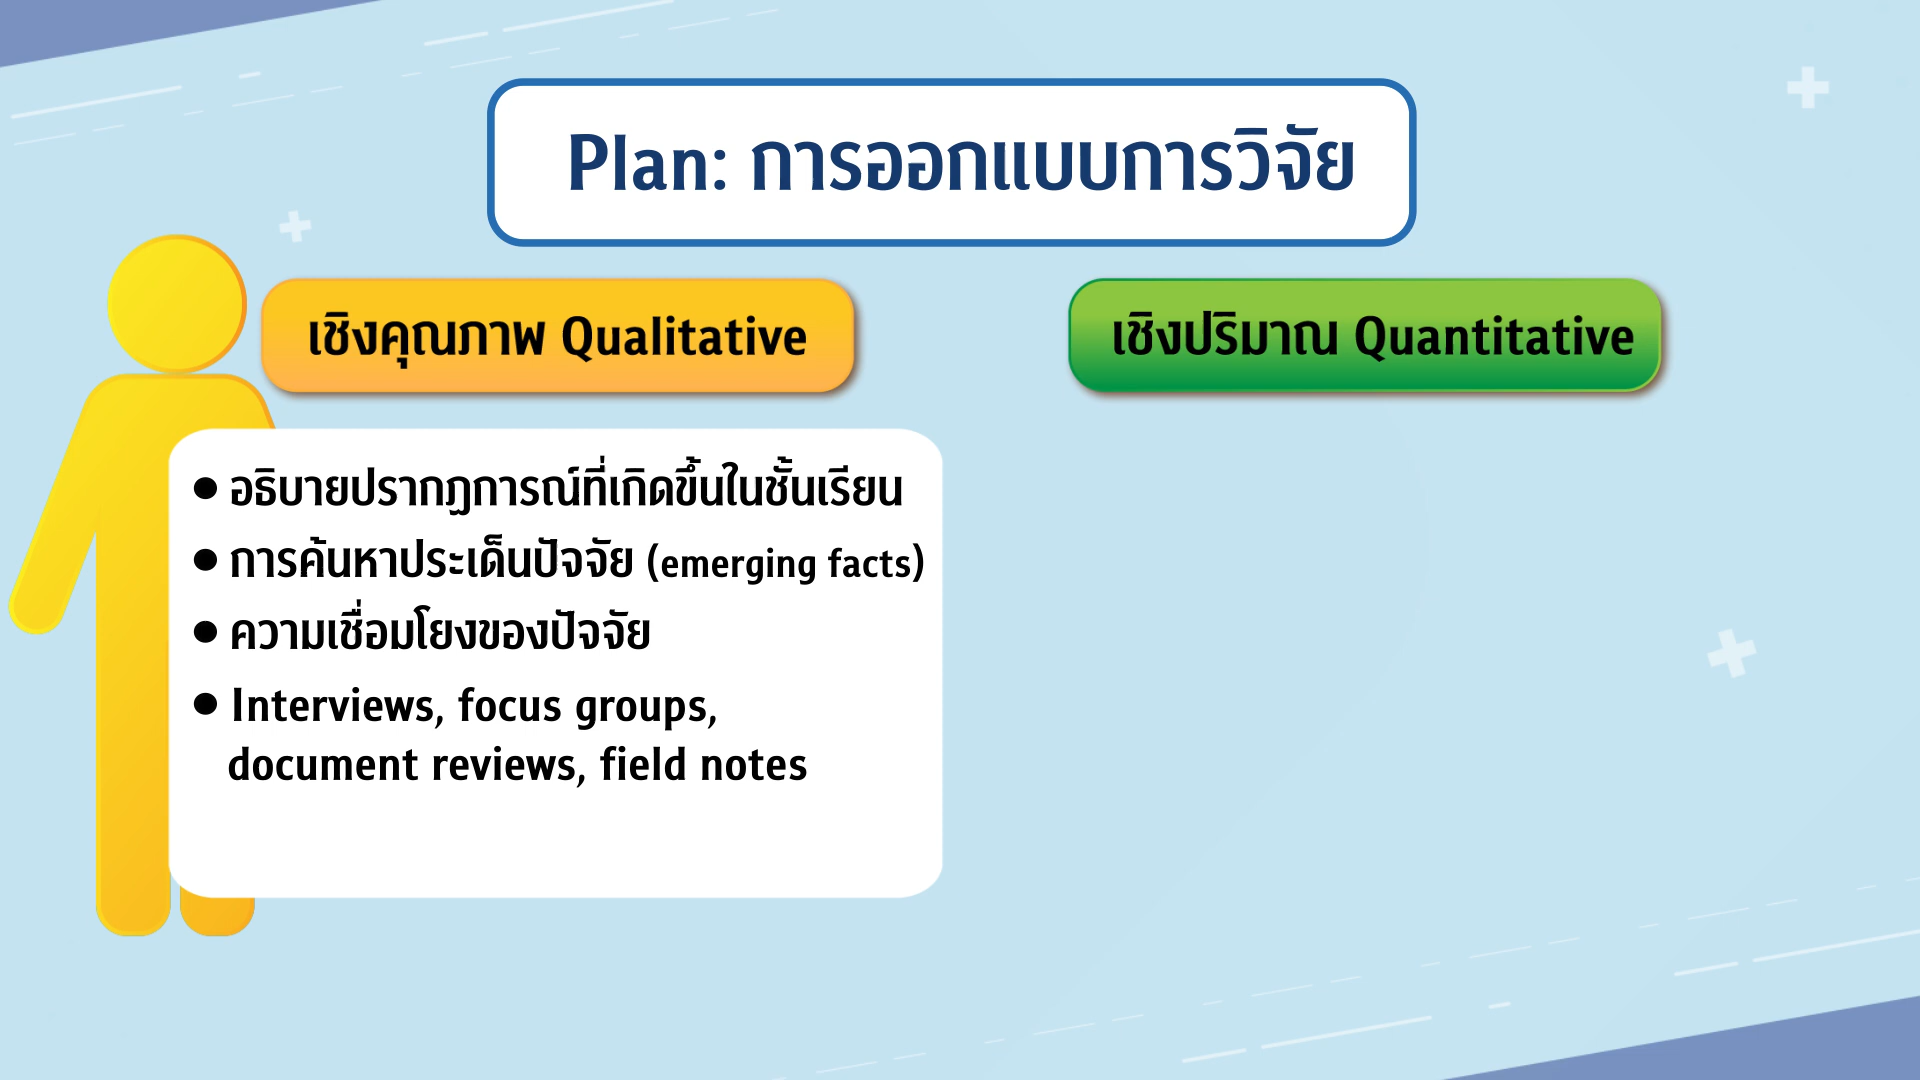 Plan: การออกแบบการวิจัย
เชิงคุณภาพ Qualitative
เชิงปริมาณ Quantitative
● อธิบายปรากฏการณ์ที่เกิดขึ้นในชั้นเรียน
● การค้นหาประเด็นปัจจัย (emerging facts)
● ความเชื่อมโยงของปัจจัย
● Interviews, focus groups,
document reviews, field notes